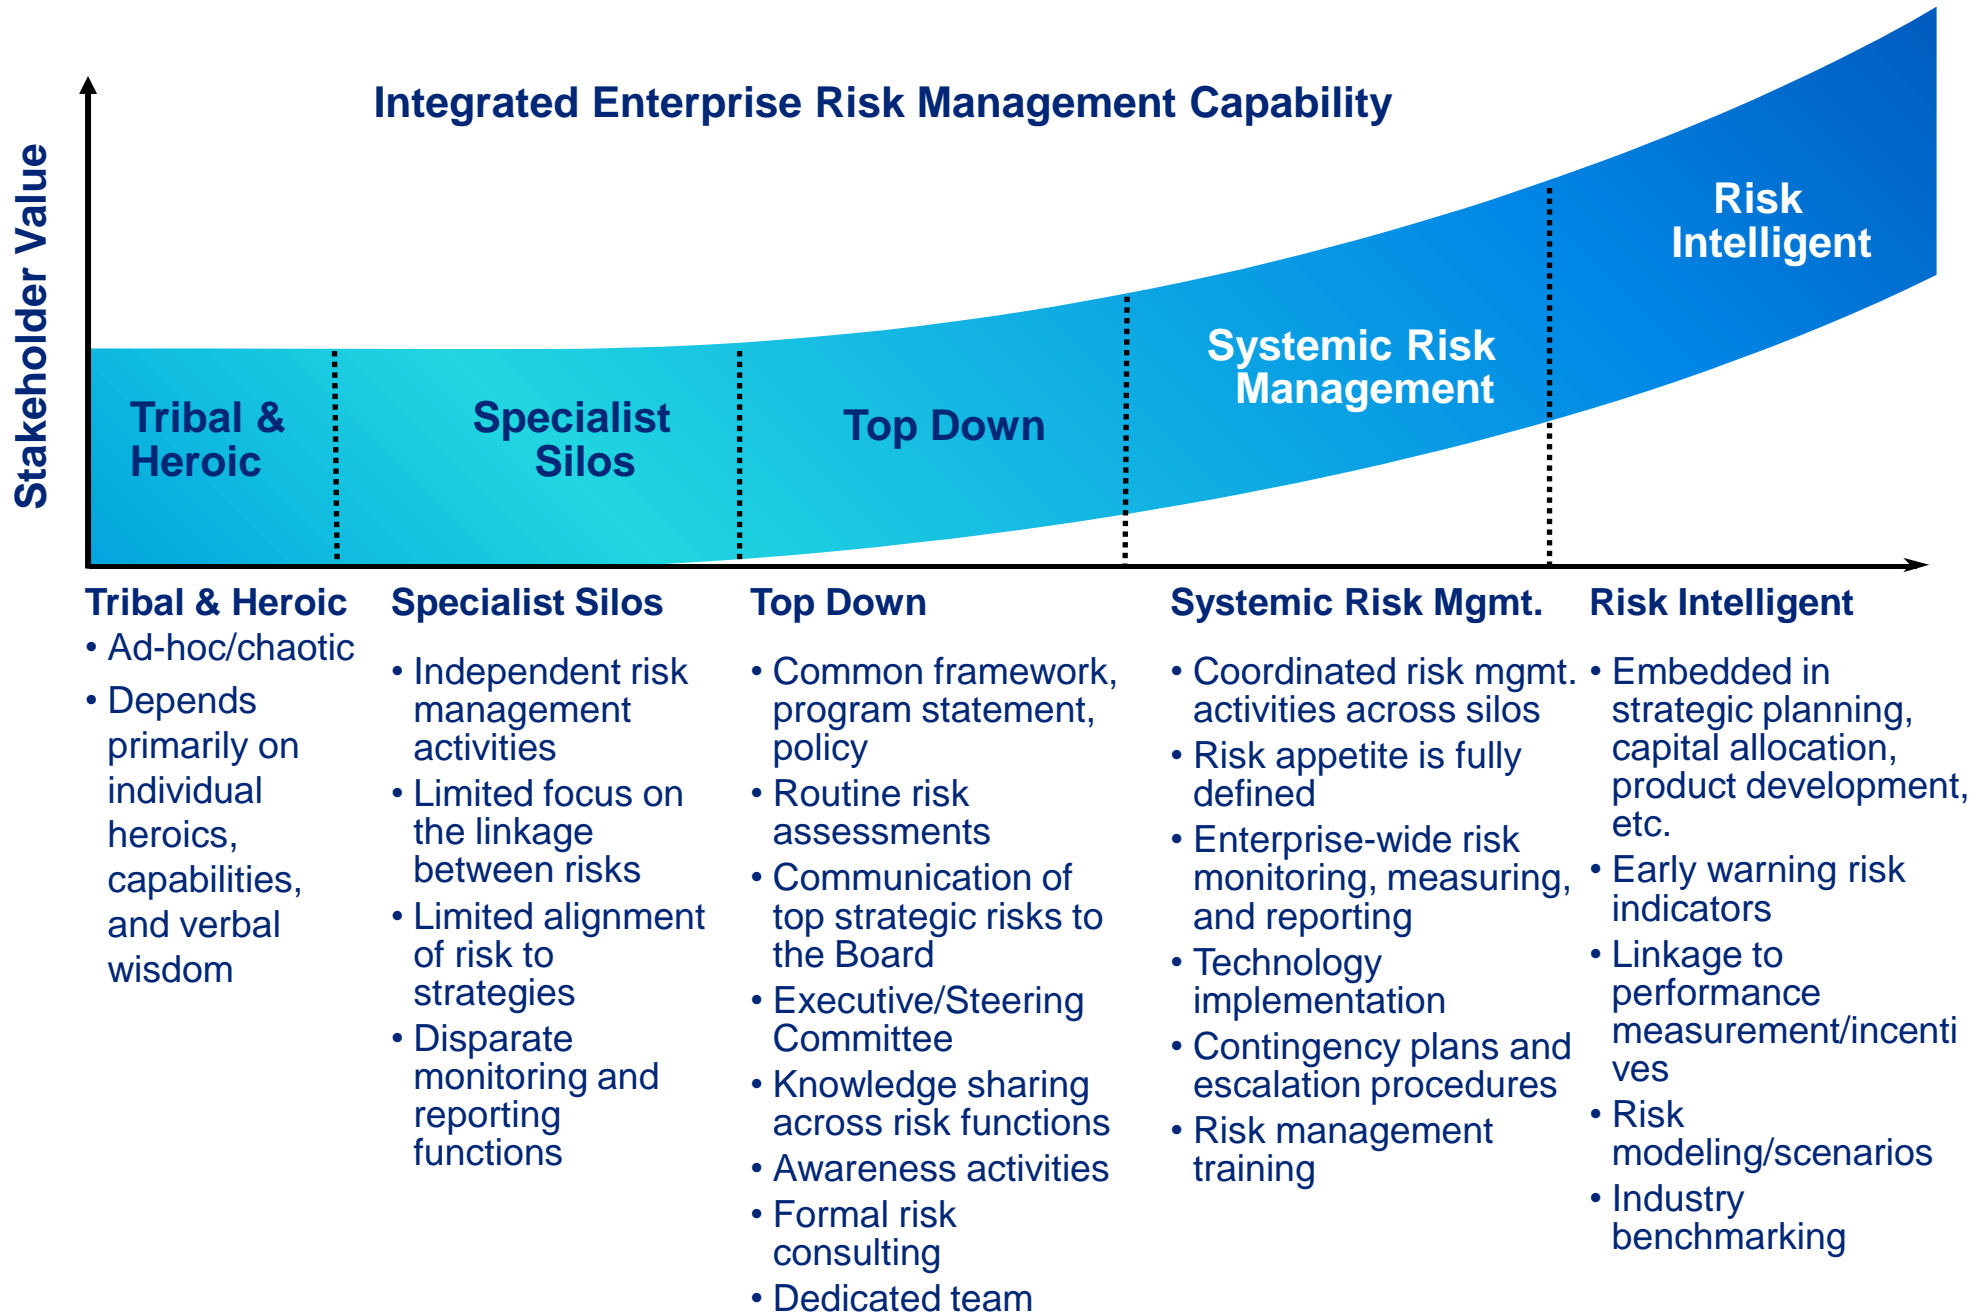 Integrated Enterprise Risk Management Capability
Stakeholder Value
Tribal &
Heroic
Specialist
Silos
Top Down
Systemic Risk
Management
Risk
Intelligent
Tribal & Heroic
• Ad-hoc/chaotic
• Depends
primarily on
individual
heroics,
capabilities,
and verbal
wisdom
Specialist Silos
• Independent risk
management
activities
• Limited focus on
the linkage
between risks
• Limited alignment
of risk to
strategies
• Disparate
monitoring and
reporting
functions
Top Down
• Common framework,
program statement,
policy
• Routine risk
assessments
• Communication of
top strategic risks to
the Board
• Executive/Steering
Committee
• Knowledge sharing
across risk functions
• Awareness activities
• Formal risk
consulting
• Dedicated team
Systemic Risk Mgmt.
• Coordinated risk mgmt.
activities across silos
• Risk appetite is fully
defined
• Enterprise-wide risk
monitoring, measuring,
and reporting
• Technology
implementation
• Contingency plans and
escalation procedures
• Risk management
training
Risk Intelligent
• Embedded in
strategic planning,
capital allocation,
product development,
etc.
• Early warning risk
indicators
• Linkage to
performance
measurement/incenti
ves
• Risk
modeling/scenarios
• Industry
benchmarking